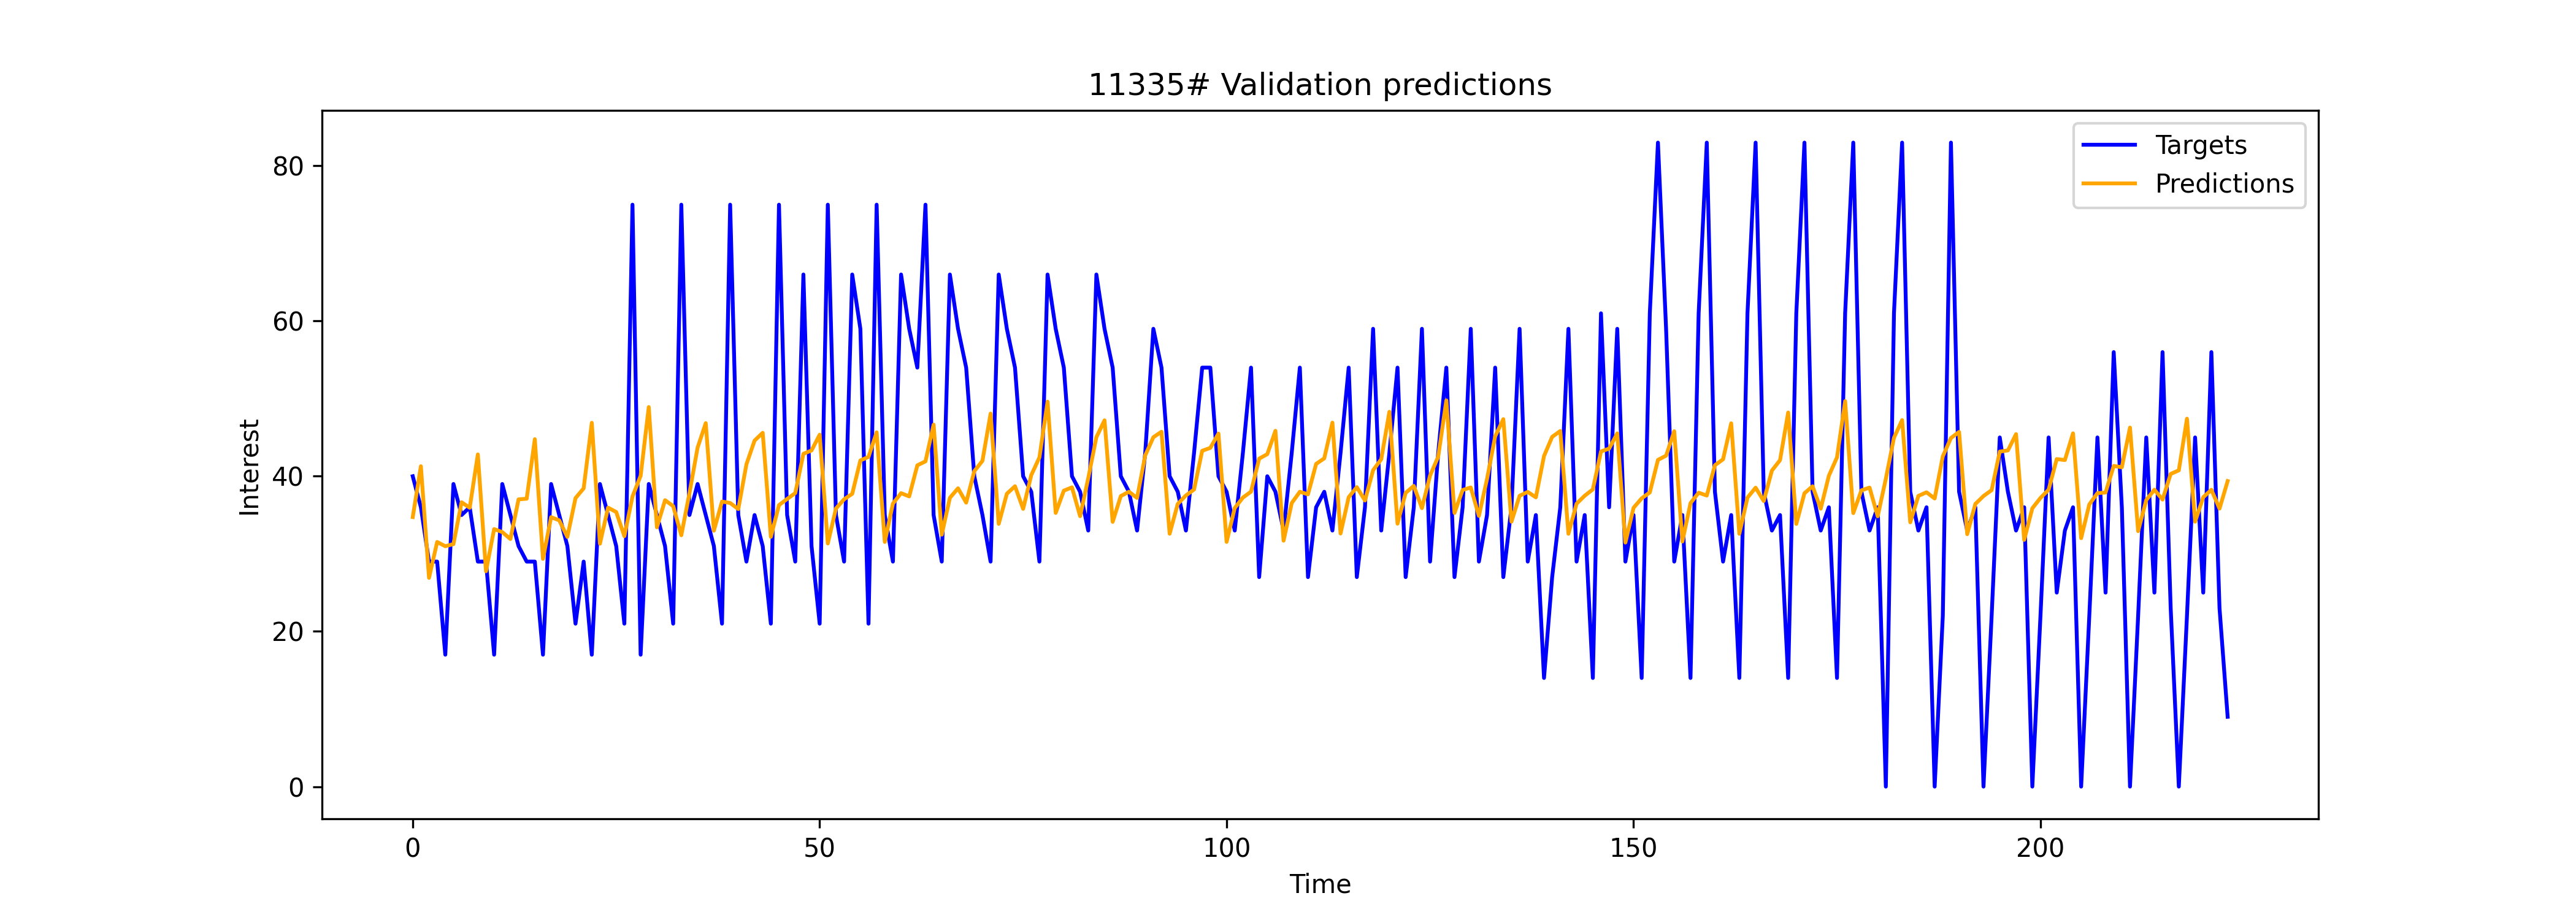 11335# Validation predictions
Targets
Predictions
Interest
80
60
40
20
0
0 50 100 150 200
Time